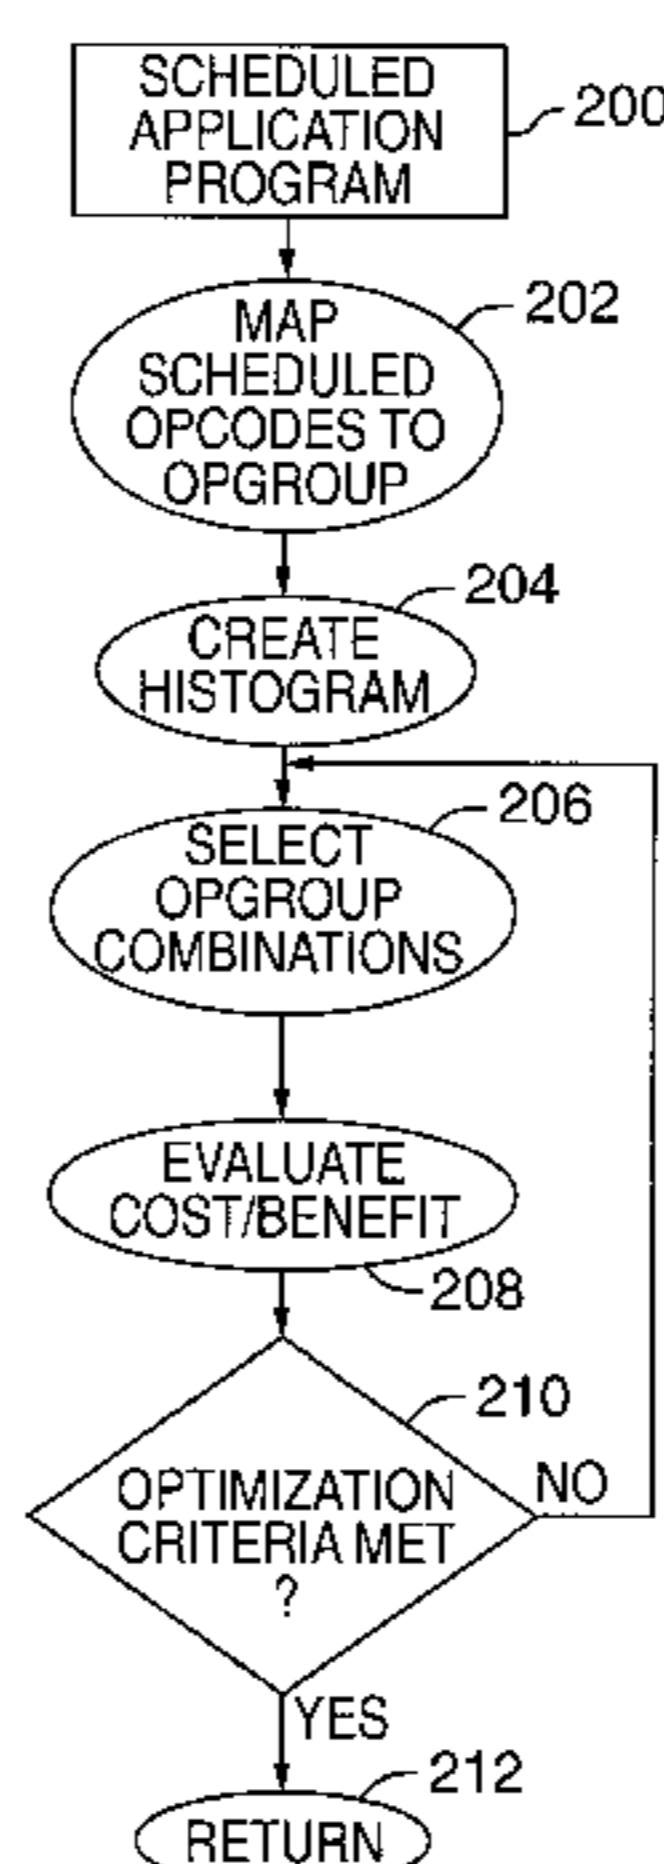 SCHEDULED
APPLICATION
PROGRAM
200
MAP
SCHEDULED
OPCODES TO
OPGROUP
202
CREATE
HISTOGRAM
204
SELECT
OPGROUP
COMBINATIONS
206
EVALUATE
COST/BENEFIT
208
OPTIMIZATION
CRITERIA MET
?
210
NO
YES
RETURN
212